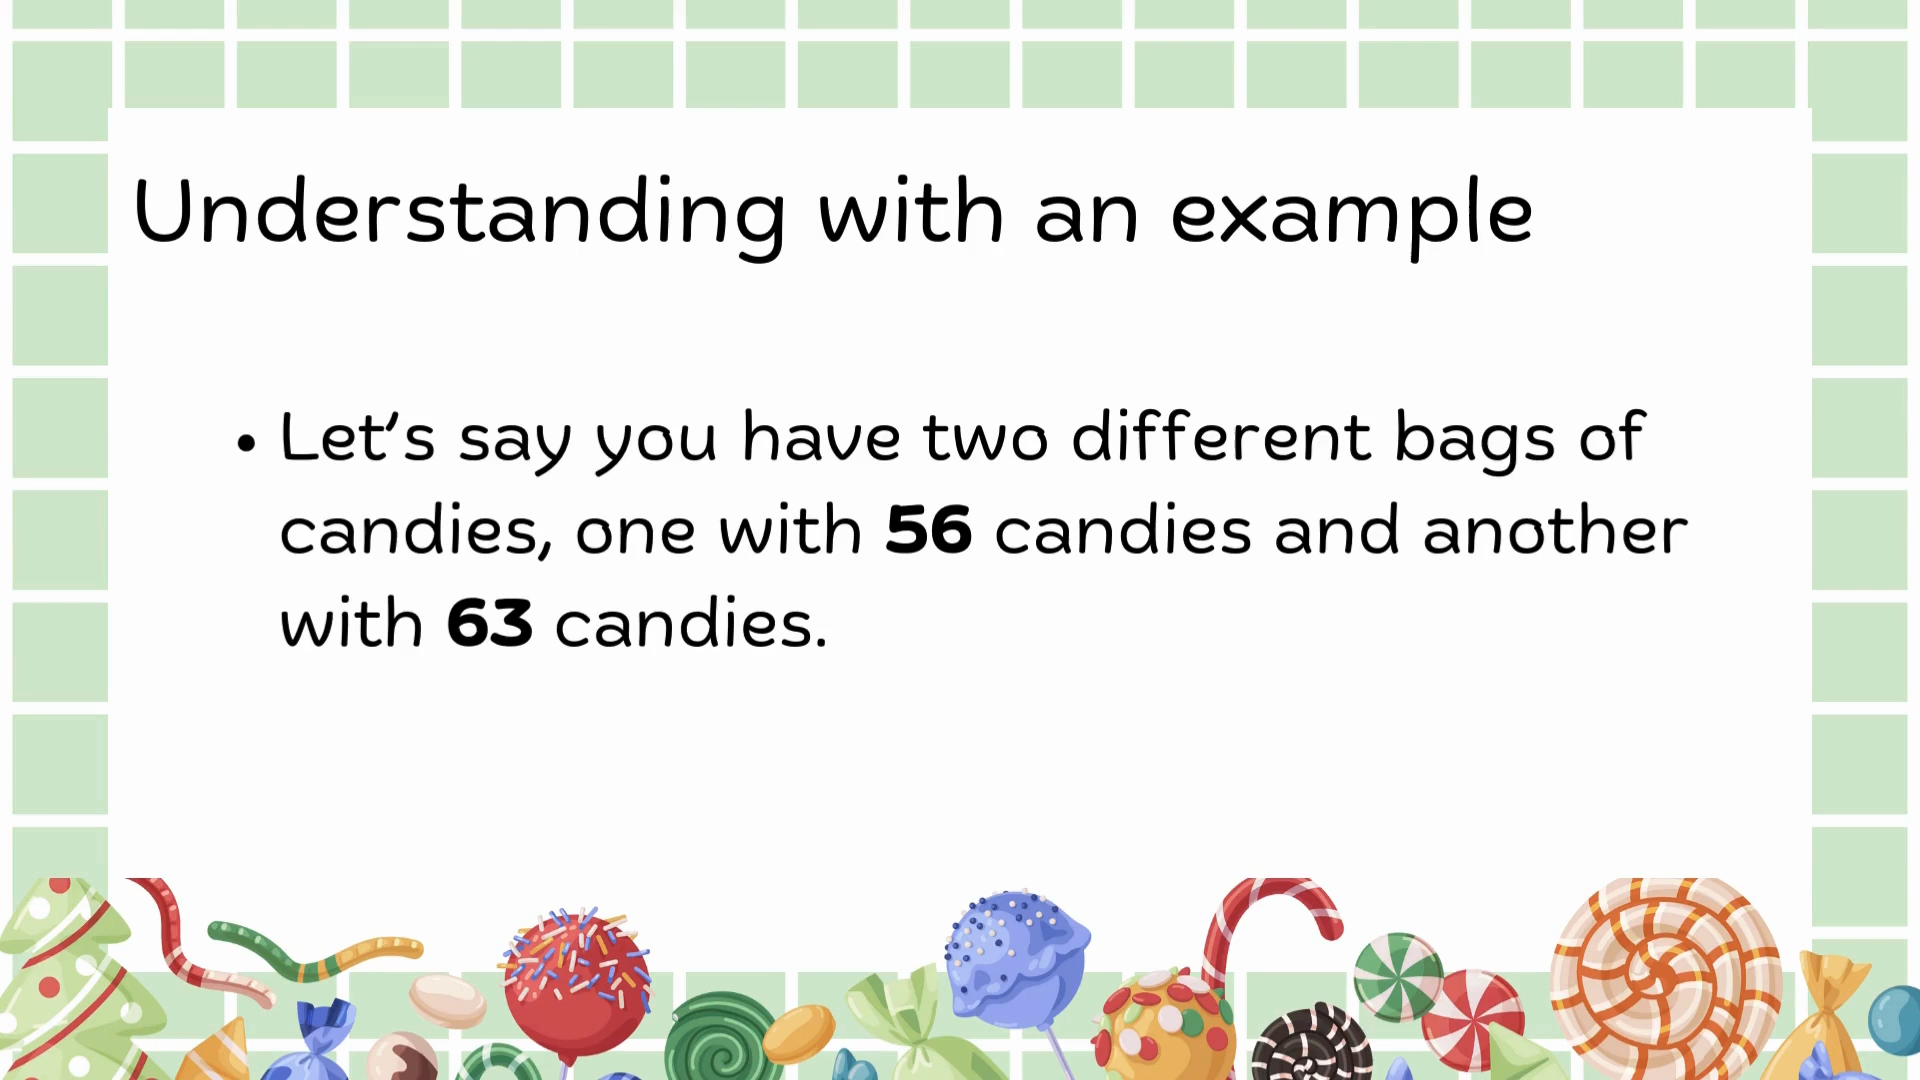 Understanding with an example
• Let's say you have two different bags of
candies, one with 56 candies and another
with 63 candies.